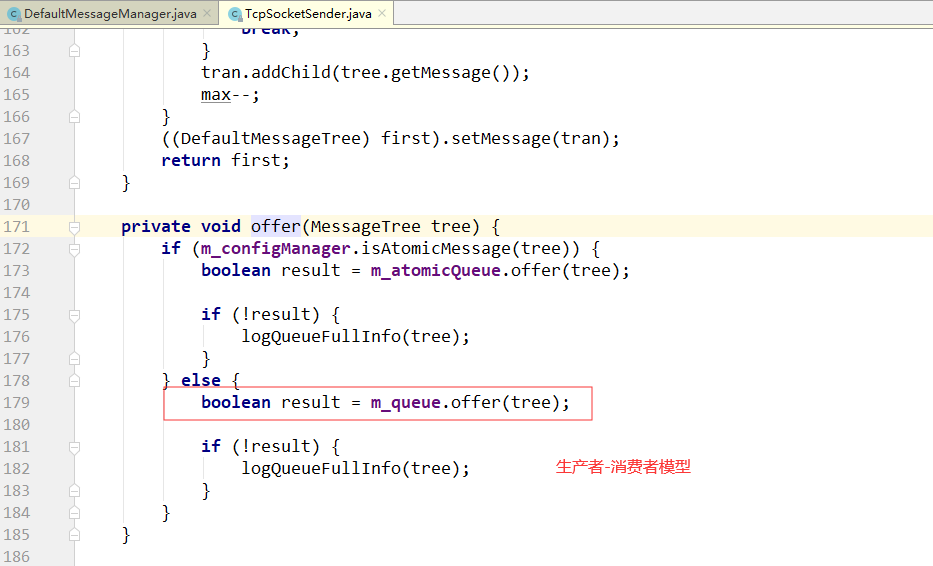 DefaultMessageManager.java TcpSocketSender.java
162 break;
163 }
164 tran.addChild(tree.getMessage());
165 max--;
166 }
167 ((DefaultMessageTree) first).setMessage(tran);
168 return first;
169 }
170
171 private void offer(MessageTree tree) {
172 if (m_configManager.isAtomicMessage(tree)) {
173 boolean result = m_atomicQueue.offer(tree);
174
175 if (!result) {
176 logQueueFullInfo(tree);
177 }
178 } else {
179 boolean result = m_queue.offer(tree);
180
181 if (!result) {
182 logQueueFullInfo(tree); 生产者-消费者模型
183 }
184 }
185 }
186